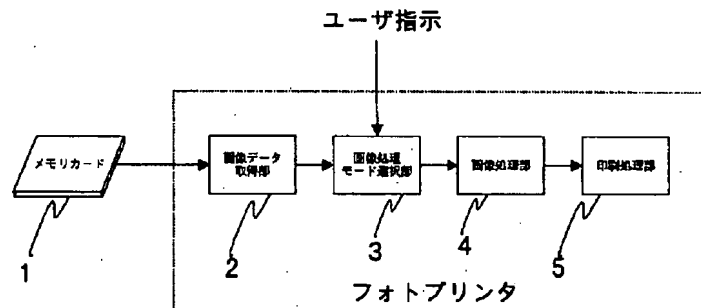 ユーザ指示
メモリカード
画像データ
取得部
画像処理
モード選択部
画像処理部
印刷処理部
1
2
3
4
5
フォトプリンタ